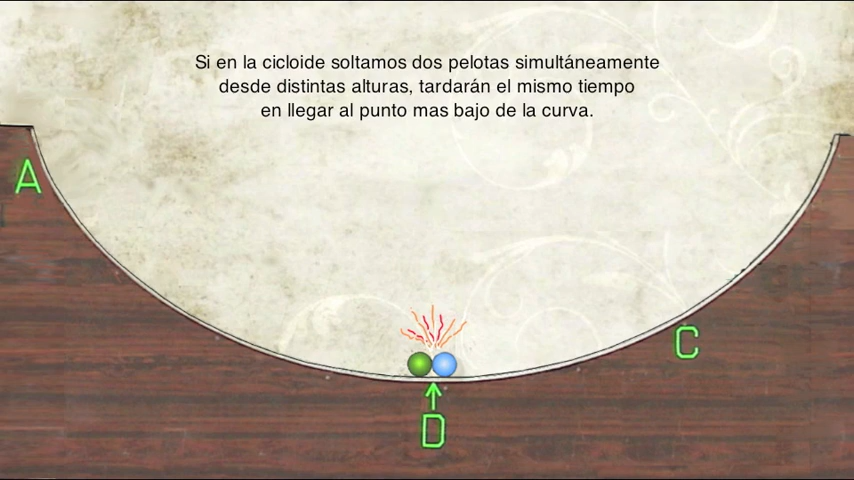 Si en la cicloide soltamos dos pelotas simultáneamente
desde distintas alturas, tardarán el mismo tiempo
en llegar al punto mas bajo de la curva.
A
C
D